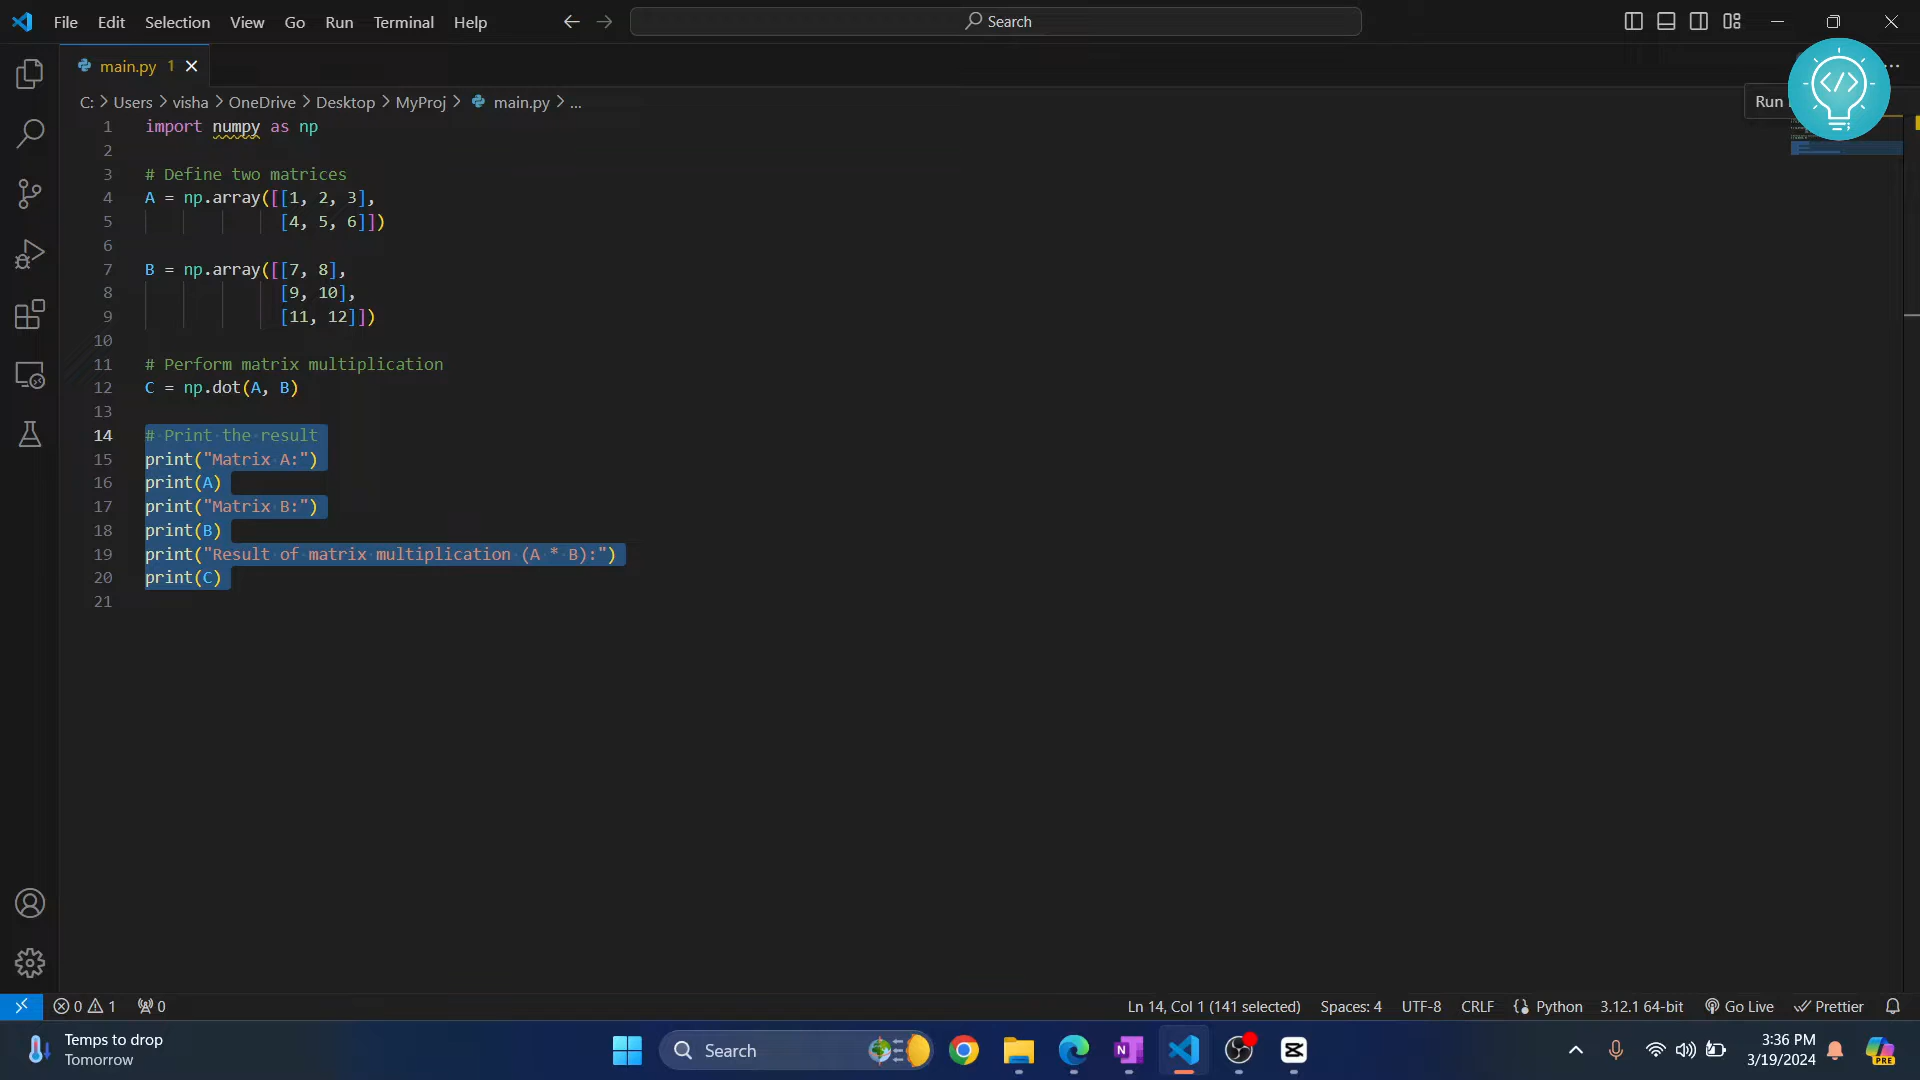 File Edit Selection View Go Run Terminal Help Search
main.py 1
C: > Users > visha > OneDrive > Desktop > MyProj > main.py > ...
Run
1 import numpy as np
2
3 # Define two matrices
4 A = np.array([[1, 2, 3],
5 [4, 5, 6]])
6
7 B = np.array([[7, 8],
8 [9, 10],
9 [11, 12]])
10
11 # Perform matrix multiplication
12 C = np.dot(A, B)
13
14 # Print the result
15 print("Matrix A:")
16 print(A)
17 print("Matrix B:")
18 print(B)
19 print("Result of matrix multiplication (A * B):")
20 print(C)
21
0 1 0 Ln 14, Col 1 (141 selected) Spaces: 4 UTF-8 CRLF Python 3.12.1 64-bit Go Live Prettier
Temps to drop
Tomorrow
Search
3:36 PM
3/19/2024
PRE